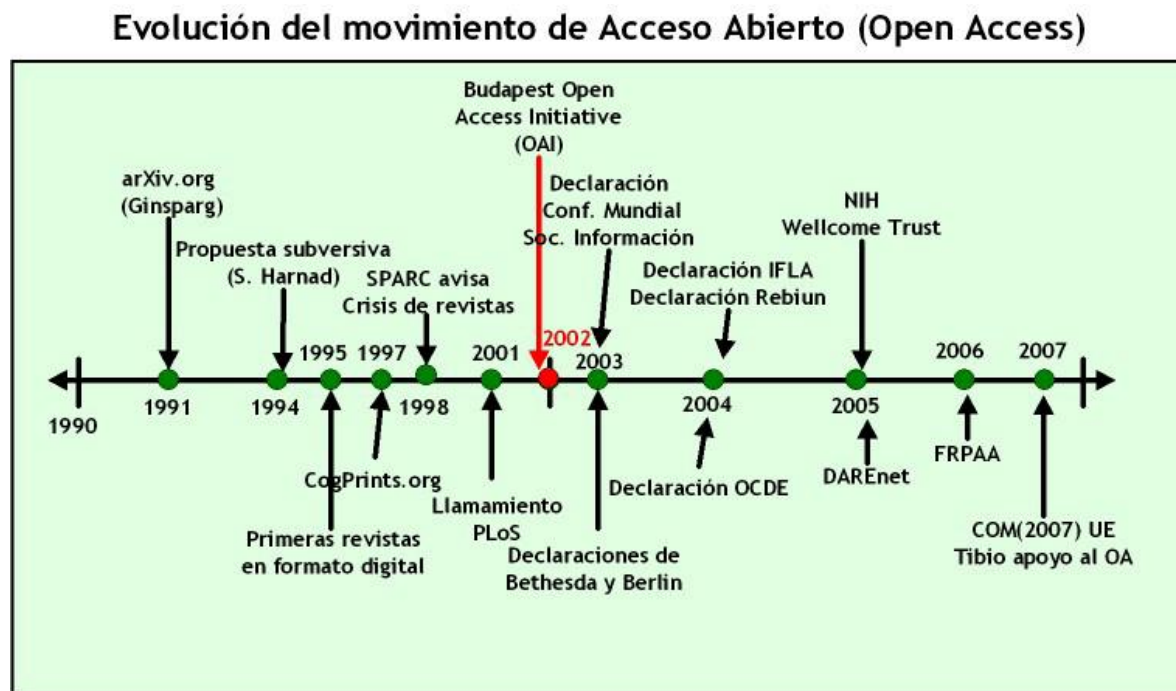 Evolución del movimiento de Acceso Abierto (Open Access)
Budapest Open
Access Initiative
(OAI)
arXiv.org
(Ginsparg)
Declaración
Conf. Mundial
Soc. Información
NIH
Wellcome Trust
Propuesta subversiva
(S. Harnad)
SPARC avisa
Crisis de revistas
Declaración IFLA
Declaración Rebiun
1995
1997
2001
2002
2003
2006
2007
1990
1991
1994
1998
2004
2005
CogPrints.org
Llamamiento
PLoS
Declaración OCDE
DAREnet
FRPAA
Primeras revistas
en formato digital
Declaraciones de
Bethesda y Berlin
COM(2007) UE
Tibio apoyo al OA